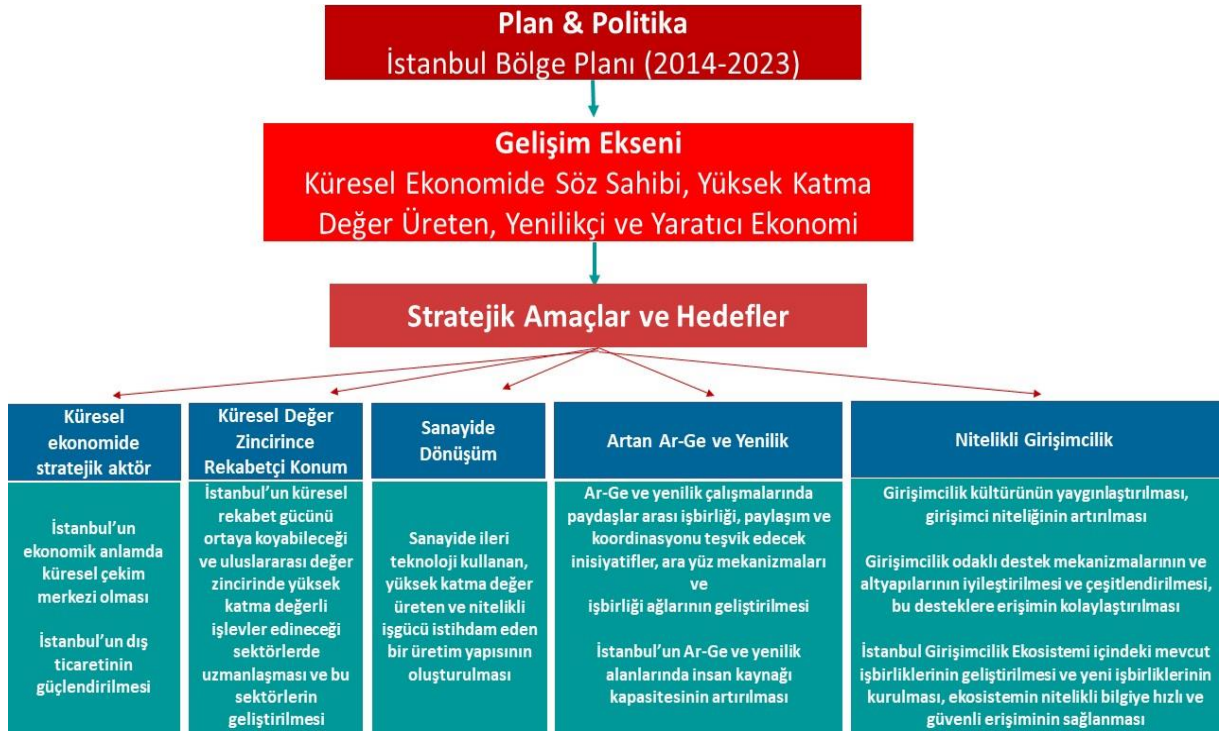 Plan & Politika
İstanbul Bölge Planı (2014-2023)
Gelişim Ekseni
Küresel Ekonomide Söz Sahibi, Yüksek Katma
Değer Üreten, Yenilikçi ve Yaratıcı Ekonomi
Stratejik Amaçlar ve Hedefler
Küresel
ekonomide
stratejik aktör
İstanbul'un
ekonomik anlamda
küresel çekim
merkezi olması
İstanbul'un dış
ticaretinin
güçlendirilmesi
Küresel Değer
Zincirince
Rekabetçi Konum
İstanbul'un küresel
rekabet gücünü
ortaya koyabileceği
ve uluslararası değer
zincirinde yüksek
katma değerli
işlevler edineceği
sektörlerde
uzmanlaşması ve bu
sektörlerin
geliştirilmesi
Sanayide
Dönüşüm
Sanayide ileri
teknoloji kullanan,
yüksek katma değer
üreten ve nitelikli
işgücü istihdam eden
bir üretim yapısının
oluşturulması
Artan Ar-Ge ve Yenilik
Ar-Ge ve yenilik çalışmalarında
paydaşlar arası işbirliği, paylaşım ve
koordinasyonu teşvik edecek
inisiyatifler, ara yüz mekanizmaları
ve
işbirliği ağlarının geliştirilmesi
İstanbul'un Ar-Ge ve yenilik
alanlarında insan kaynağı
kapasitesinin artırılması
Nitelikli Girişimcilik
Girişimcilik kültürünün yaygınlaştırılması,
girişimci niteliğinin artırılması
Girişimcilik odaklı destek mekanizmalarının ve
altyapılarının iyileştirilmesi ve çeşitlendirilmesi,
bu desteklere erişimin kolaylaştırılması
İstanbul Girişimcilik Ekosistemi içindeki mevcut
işbirliklerinin geliştirilmesi ve yeni işbirliklerinin
kurulması, ekosistemin nitelikli bilgiye hızlı ve
güvenli erişiminin sağlanması